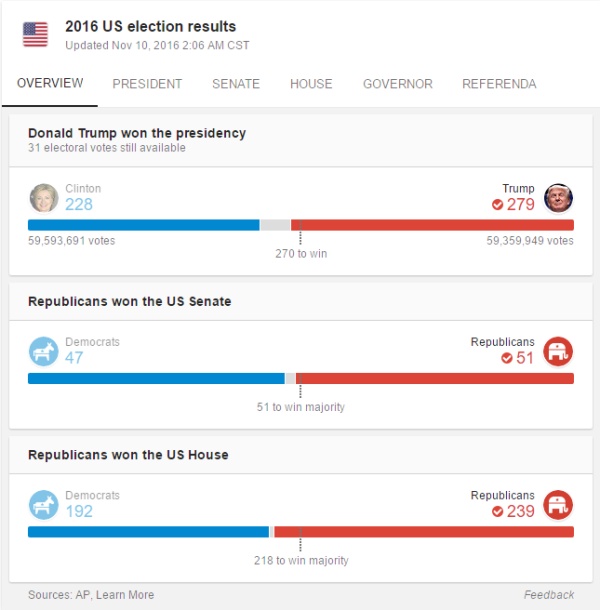 2016 US election results
Updated Nov 10, 2016 2:06 AM CST
OVERVIEW PRESIDENT SENATE HOUSE GOVERNOR REFERENDA
Donald Trump won the presidency
31 electoral votes still available
Clinton Trump
228 279
59,593,691 votes 59,359,949 votes
270 to win
Republicans won the US Senate
Democrats Republicans
47 51
51 to win majority
Republicans won the US House
Democrats Republicans
192 239
218 to win majority
Sources: AP, Learn More Feedback